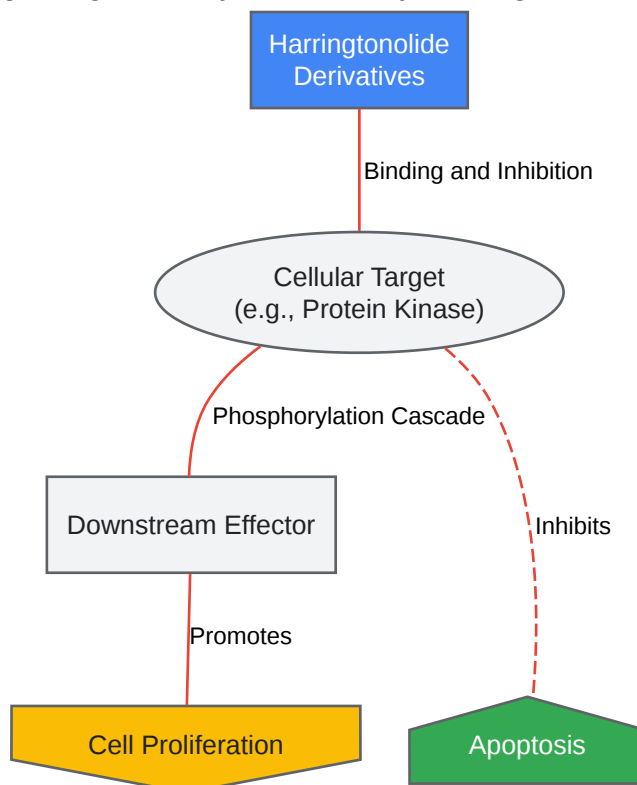 Harringtonolide
Derivatives
Binding and Inhibition
Cellular Target
(e.g., Protein Kinase)
Phosphorylation Cascade
Downstream Effector
Inhibits
Promotes
Cell Proliferation
Apoptosis